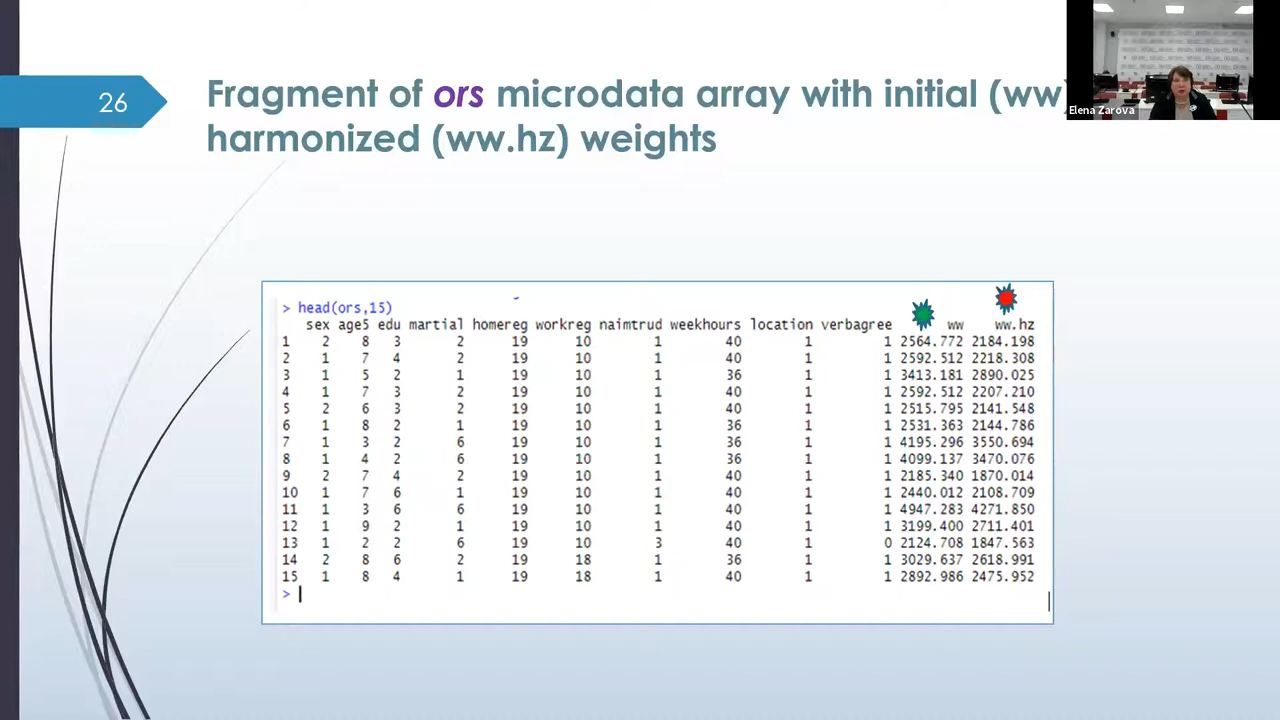 26
Fragment of ors microdata array with initial (ww)
harmonized (ww.hz) weights
Elena Zarova
> head(ors,15)
sex age5 edu martial homereg workreg naimtrud weekhours location verbagree ww ww.hz
1 2 8 3 2 19 10 1 40 1 1 2564.772 2184.198
2 1 7 4 2 19 10 1 40 1 1 2592.512 2218.308
3 1 5 2 1 19 10 1 36 1 1 3413.181 2890.025
4 1 7 3 2 19 10 1 40 1 1 2592.512 2207.210
5 2 6 3 2 19 10 1 40 1 1 2515.795 2141.548
6 1 8 2 1 19 10 1 36 1 1 2531.363 2144.786
7 1 3 2 6 19 10 1 36 1 1 4195.296 3550.694
8 1 4 2 6 19 10 1 36 1 1 4099.137 3470.076
9 2 7 4 2 19 10 1 40 1 1 2185.340 1870.014
10 1 7 6 1 19 10 1 40 1 1 2440.012 2108.709
11 1 3 6 6 19 10 1 40 1 1 4947.283 4271.850
12 1 9 2 1 19 10 1 40 1 1 3199.400 2711.401
13 1 2 2 6 19 10 3 40 1 0 2124.708 1847.563
14 2 8 6 2 19 18 1 36 1 1 3029.637 2618.991
15 1 8 4 1 19 18 1 40 1 1 2892.986 2475.952
>